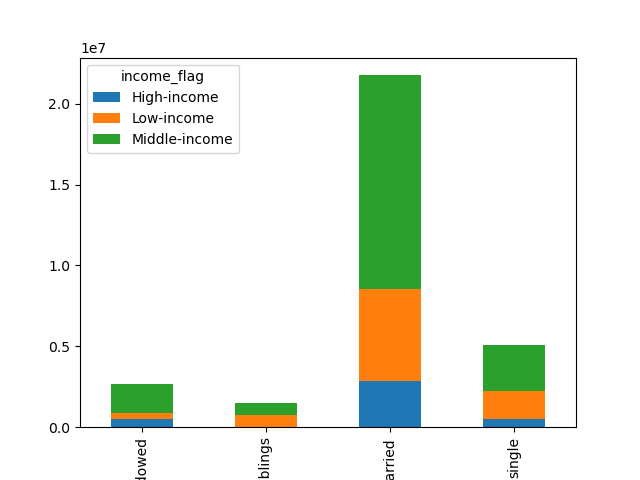 1e7
income_flag
High-income
Low-income
Middle-income
2.0
1.5
1.0
0.5
0.0
dowed
blings
arried
single